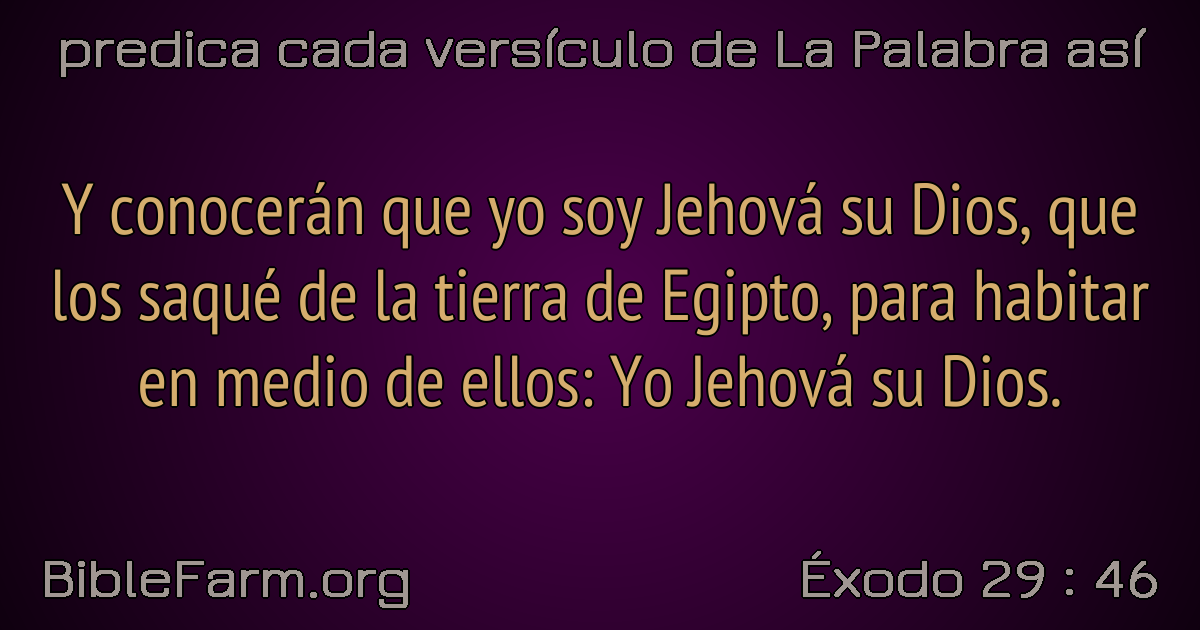 predica cada versículo de La Palabra así
Y conocerán que yo soy Jehová su Dios, que
los saqué de la tierra de Egipto, para habitar
en medio de ellos: Yo Jehová su Dios.
BibleFarm.org
Éxodo 29 : 46